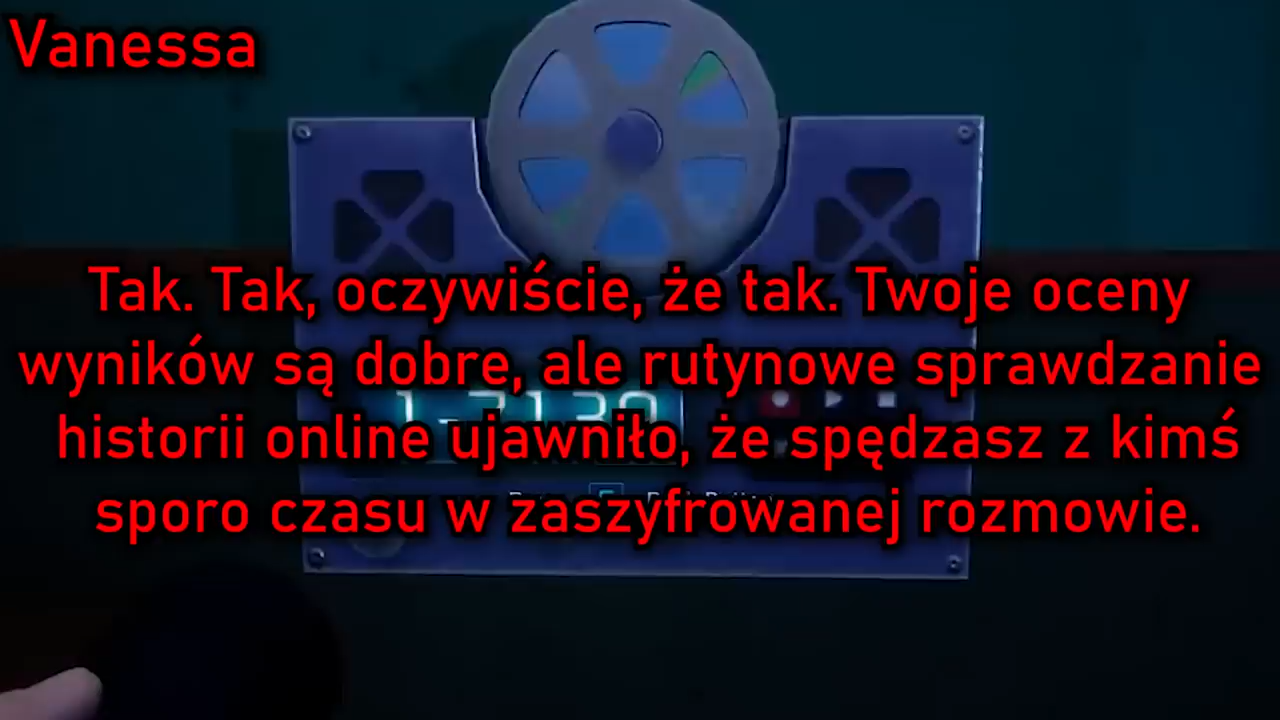 Vanessa
Tak. Tak, oczywiście, że tak. Twoje oceny
wyników są dobre, ale rutynowe sprawdzanie
historii online ujawniło, że spędzasz z kimś
sporo czasu w zaszyfrowanej rozmowie.